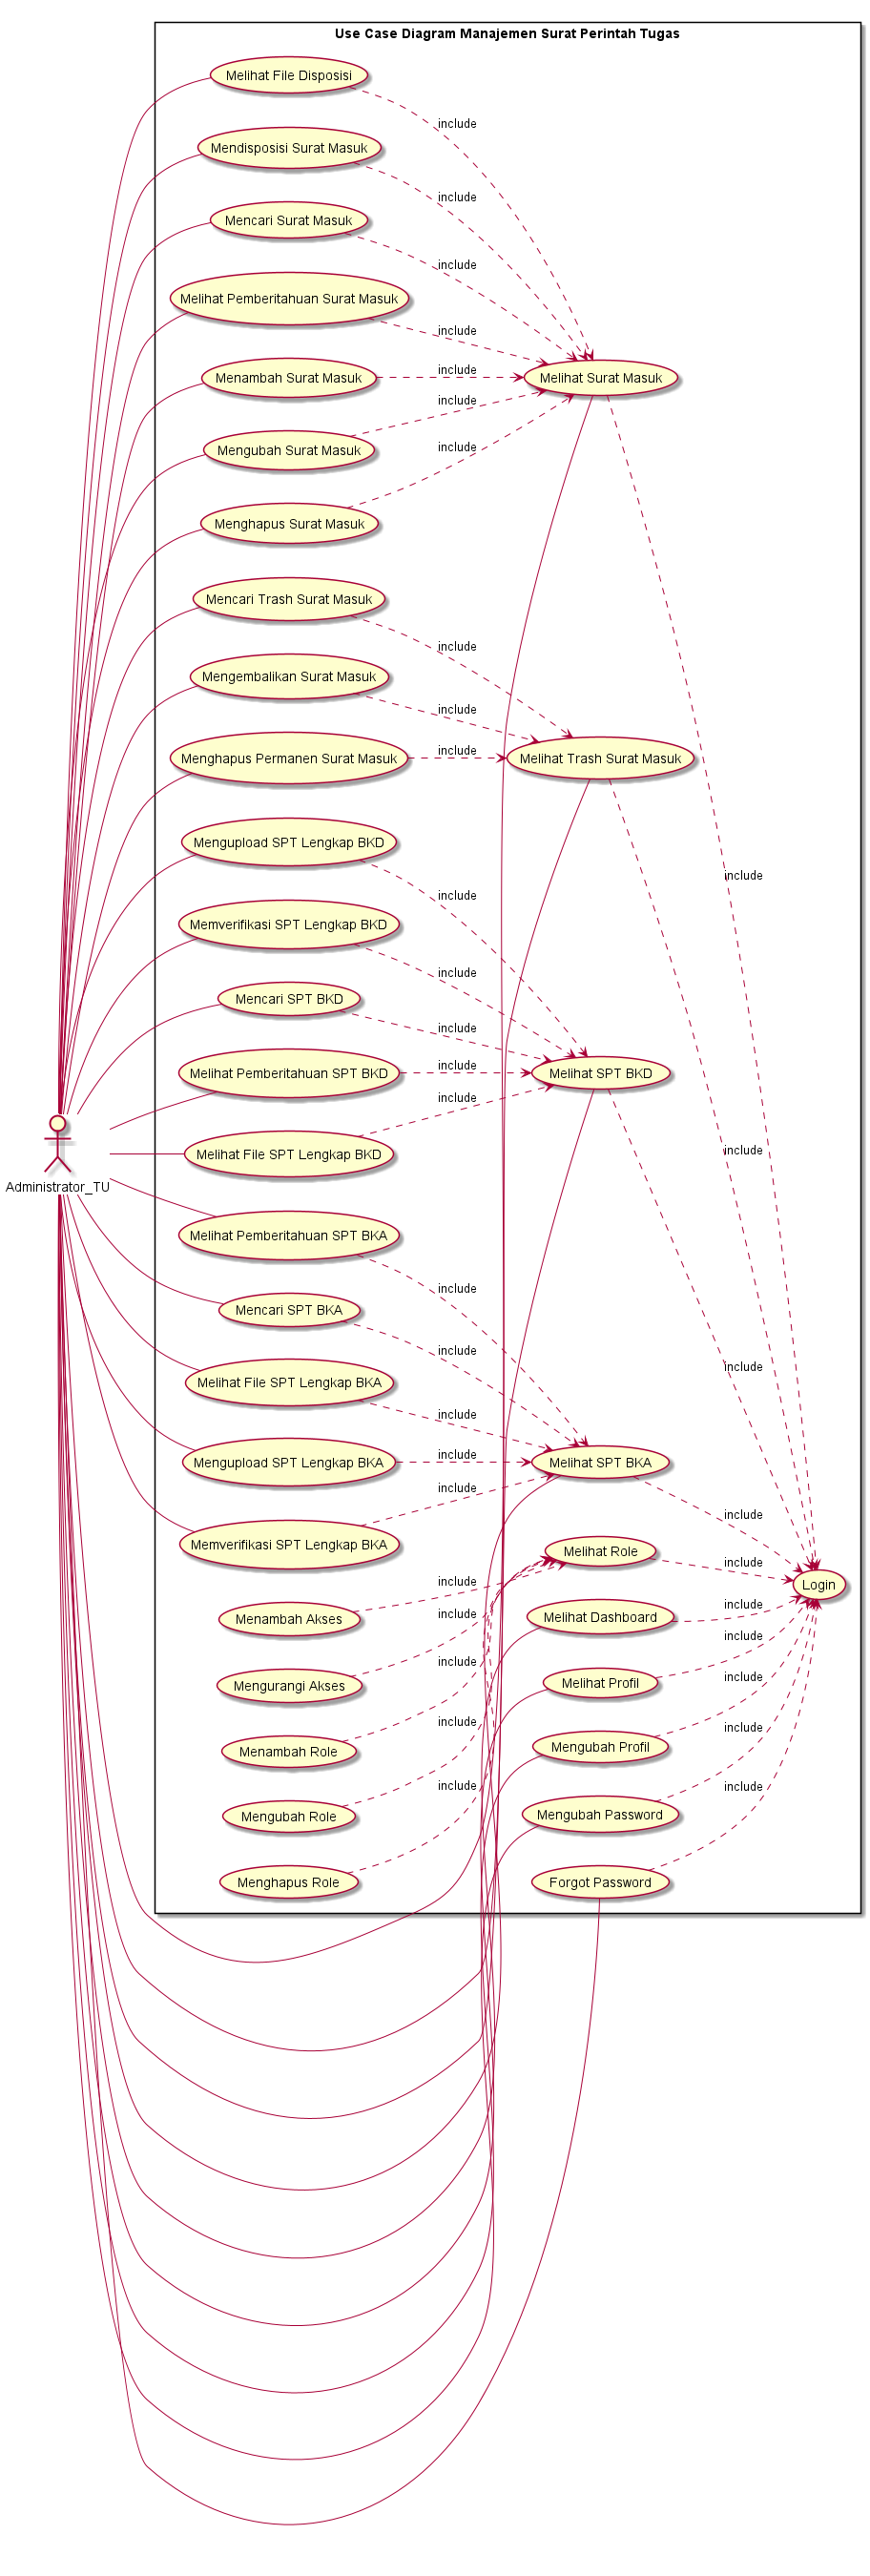 Use Case Diagram Manajemen Surat Perintah Tugas
Melihat File Disposisi
include
Mendisposisi Surat Masuk
include
Mencari Surat Masuk
include
Melihat Pemberitahuan Surat Masuk
include
Menambah Surat Masuk
include
Melihat Surat Masuk
include
Mengubah Surat Masuk
include
Menghapus Surat Masuk
Mencari Trash Surat Masuk
include
Mengembalikan Surat Masuk
include
Menghapus Permanen Surat Masuk
include
Melihat Trash Surat Masuk
Mengupload SPT Lengkap BKD
include
include
Memverifikasi SPT Lengkap BKD
include
Mencari SPT BKD
include
Melihat Pemberitahuan SPT BKD
include
Melihat SPT BKD
include
Melihat File SPT Lengkap BKD
include
Administrator_TU
Melihat Pemberitahuan SPT BKA
include
Mencari SPT BKA
include
include
Melihat File SPT Lengkap BKA
include
Mengupload SPT Lengkap BKA
include
Melihat SPT BKA
include
Memverifikasi SPT Lengkap BKA
include
Melihat Role
include
include
Login
Menambah Akses
include
Melihat Dashboard
include
Mengurangi Akses
include
Melihat Profil
include
Menambah Role
include
Mengubah Profil
include
Mengubah Role
include
Mengubah Password
include
include
Menghapus Role
Forgot Password